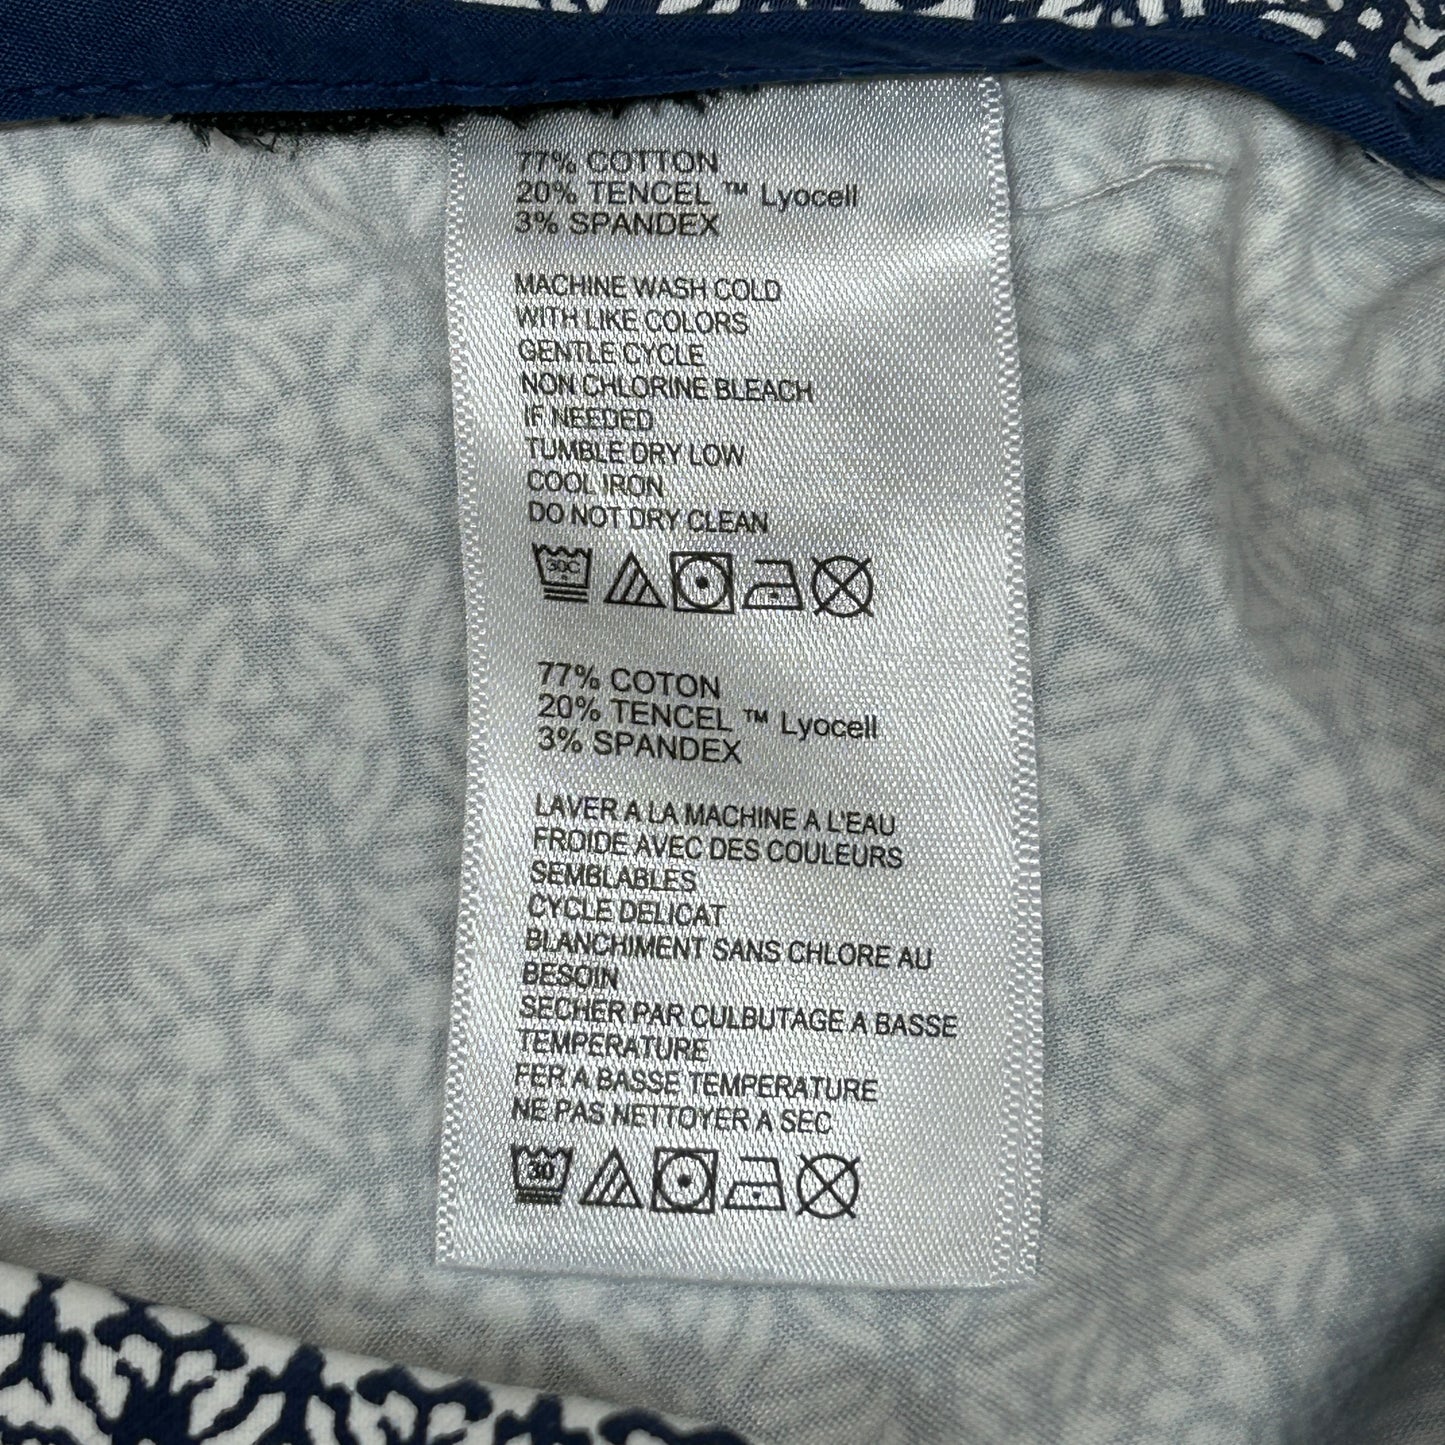 77% COTTON
20% TENCEL ™ Lyocell
3% SPANDEX
MACHINE WASH COLD
WITH LIKE COLORS
GENTLE CYCLE
NON CHLORINE BLEACH
IF NEEDED
TUMBLE DRY LOW
COOL IRON
DO NOT DRY CLEAN
30C
77% COTON
20% TENCEL ™ Lyocell
3% SPANDEX
LAVER A LA MACHINE A L'EAU
FROIDE AVEC DES COULEURS
SEMBLABLES
CYCLE DELICAT
BLANCHIMENT SANS CHLORE AU
BESOIN
SECHER PAR CULBUTAGE A BASSE
TEMPERATURE
FER A BASSE TEMPERATURE
NE PAS NETTOYER A SEC
30